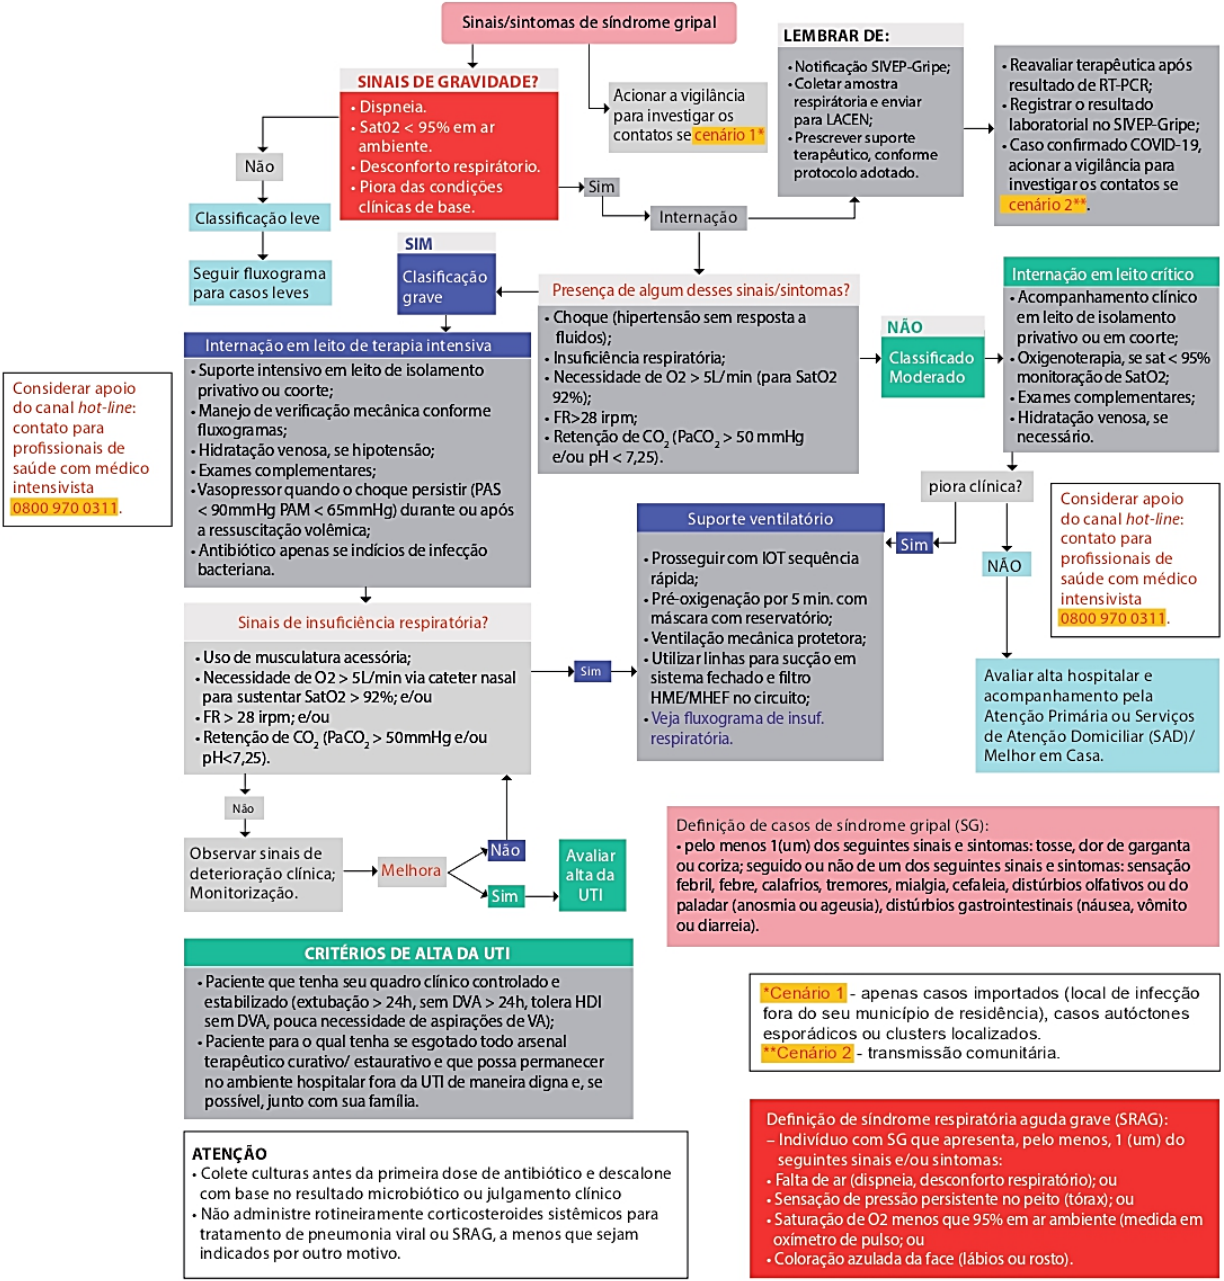 Sinais/sintomas de síndrome gripal
SINAIS DE GRAVIDADE?
• Dispneia.
• Sat02 < 95% em ar
ambiente.
• Desconforto respirátorio.
• Piora das condições
clínicas de base.
Acionar a vigilância
para investigar os
contatos se cenário 1*
LEMBRAR DE:
• Notificação SIVEP-Gripe;
• Coletar amostra
respirátoria e enviar
para LACEN;
• Prescrever suporte
terapêutico, conforme
protocolo adotado.
• Reavaliar terapêutica após
resultado de RT-PCR;
• Registrar o resultado
laboratorial no SIVEP-Gripe;
• Caso confirmado COVID-19,
acionar a vigilância para
investigar os contatos se
cenário 2**.
Não
Classificação leve
Seguir fluxograma
para casos leves
Sim
Internação
SIM
Clasificação
grave
Presença de algum desses sinais/sintomas?
• Choque (hipertensão sem resposta a
fluidos);
• Insuficiência respiratória;
• Necessidade de O2 > 5L/min (para SatO2
92%);
• FR>28 irpm;
• Retenção de CO2 (PaCO2 > 50 mmHg
e/ou pH < 7,25).
NÃO
Classificado
Moderado
Internação em leito crítico
• Acompanhamento clínico
em leito de isolamento
privativo ou em coorte;
• Oxigenoterapia, se sat < 95%
monitoração de SatO2;
• Exames complementares;
• Hidratação venosa, se
necessário.
Internação em leito de terapia intensiva
• Suporte intensivo em leito de isolamento
privativo ou coorte;
• Manejo de verificação mecânica conforme
fluxogramas;
• Hidratação venosa, se hipotensão;
• Exames complementares;
• Vasopressor quando o choque persistir (PAS
< 90mmHg PAM < 65mmHg) durante ou após
a ressuscitação volêmica;
• Antibiótico apenas se indícios de infecção
bacteriana.
Considerar apoio
do canal hot-line:
contato para
profissionais de
saúde com médico
intensivista
0800 970 0311.
piora clínica?
Sim
NÃO
Considerar apoio
do canal hot-line:
contato para
profissionais de
saúde com médico
intensivista
0800 970 0311.
Suporte ventilatório
• Prosseguir com IOT sequência
rápida;
• Pré-oxigenação por 5 min. com
máscara com reservatório;
• Ventilação mecânica protetora;
• Utilizar linhas para sucção em
sistema fechado e filtro
HME/MHEF no circuito;
• Veja fluxograma de insuf.
respiratória.
Sinais de insuficiência respiratória?
• Uso de musculatura acessória;
• Necessidade de O2 > 5L/min via cateter nasal
para sustentar SatO2 > 92%; e/ou
• FR > 28 irpm; e/ou
• Retenção de CO2 (PaCO2 > 50mmHg e/ou
pH<7,25).
Sim
Avaliar alta hospitalar e
acompanhamento pela
Atenção Primária ou Serviços
de Atenção Domiciliar (SAD)/
Melhor em Casa.
Não
Observar sinais de
deterioração clínica;
Monitorização.
Melhora
Não
Sim
Avaliar
alta da
UTI
Definição de casos de síndrome gripal (SG):
• pelo menos 1(um) dos seguintes sinais e sintomas: tosse, dor de garganta
ou coriza; seguido ou não de um dos seguintes sinais e sintomas: sensação
febril, febre, calafrios, tremores, mialgia, cefaleia, distúrbios olfativos ou do
paladar (anosmia ou ageusia), distúrbios gastrointestinais (náusea, vômito
ou diarreia).
CRITÉRIOS DE ALTA DA UTI
• Paciente que tenha seu quadro clínico controlado e
estabilizado (extubação > 24h, sem DVA > 24h, tolera HDI
sem DVA, pouca necessidade de aspirações de VA);
• Paciente para o qual tenha se esgotado todo arsenal
terapêutico curativo/ estaurativo e que possa permanecer
no ambiente hospitalar fora da UTI de maneira digna e, se
possível, junto com sua família.
*Cenário 1 - apenas casos importados (local de infecção
fora do seu município de residência), casos autóctones
esporádicos ou clusters localizados.
**Cenário 2 - transmissão comunitária.
ATENÇÃO
• Colete culturas antes da primeira dose de antibiótico e descalone
com base no resultado microbiótico ou julgamento clínico
• Não administre rotineiramente corticosteroides sistêmicos para
tratamento de pneumonia viral ou SRAG, a menos que sejam
indicados por outro motivo.
Definição de síndrome respiratória aguda grave (SRAG):
– Indivíduo com SG que apresenta, pelo menos, 1 (um) do
seguintes sinais e/ou sintomas:
• Falta de ar (dispneia, desconforto respiratório); ou
• Sensação de pressão persistente no peito (tórax); ou
• Saturação de O2 menos que 95% em ar ambiente (medida em
oxímetro de pulso; ou
• Coloração azulada da face (lábios ou rosto).